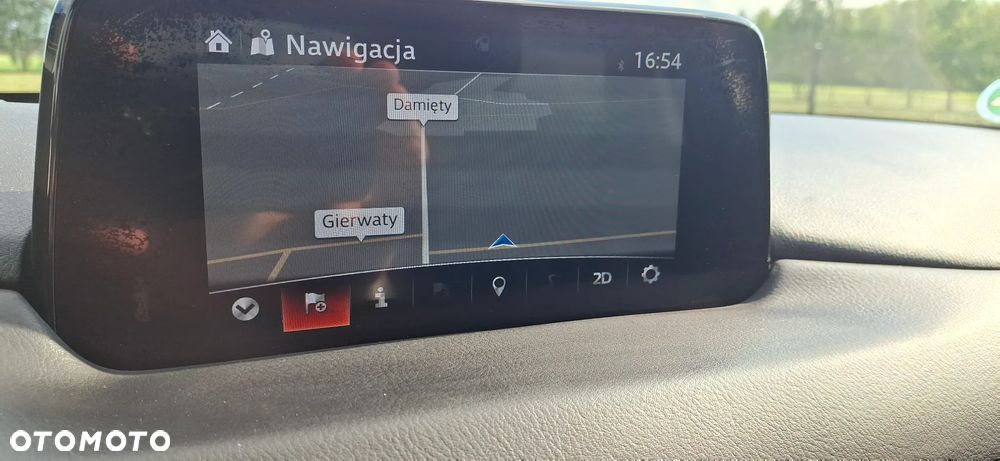 Nawigacja
16:54
Damięty
Gierwaty
2D
OTOMOTO